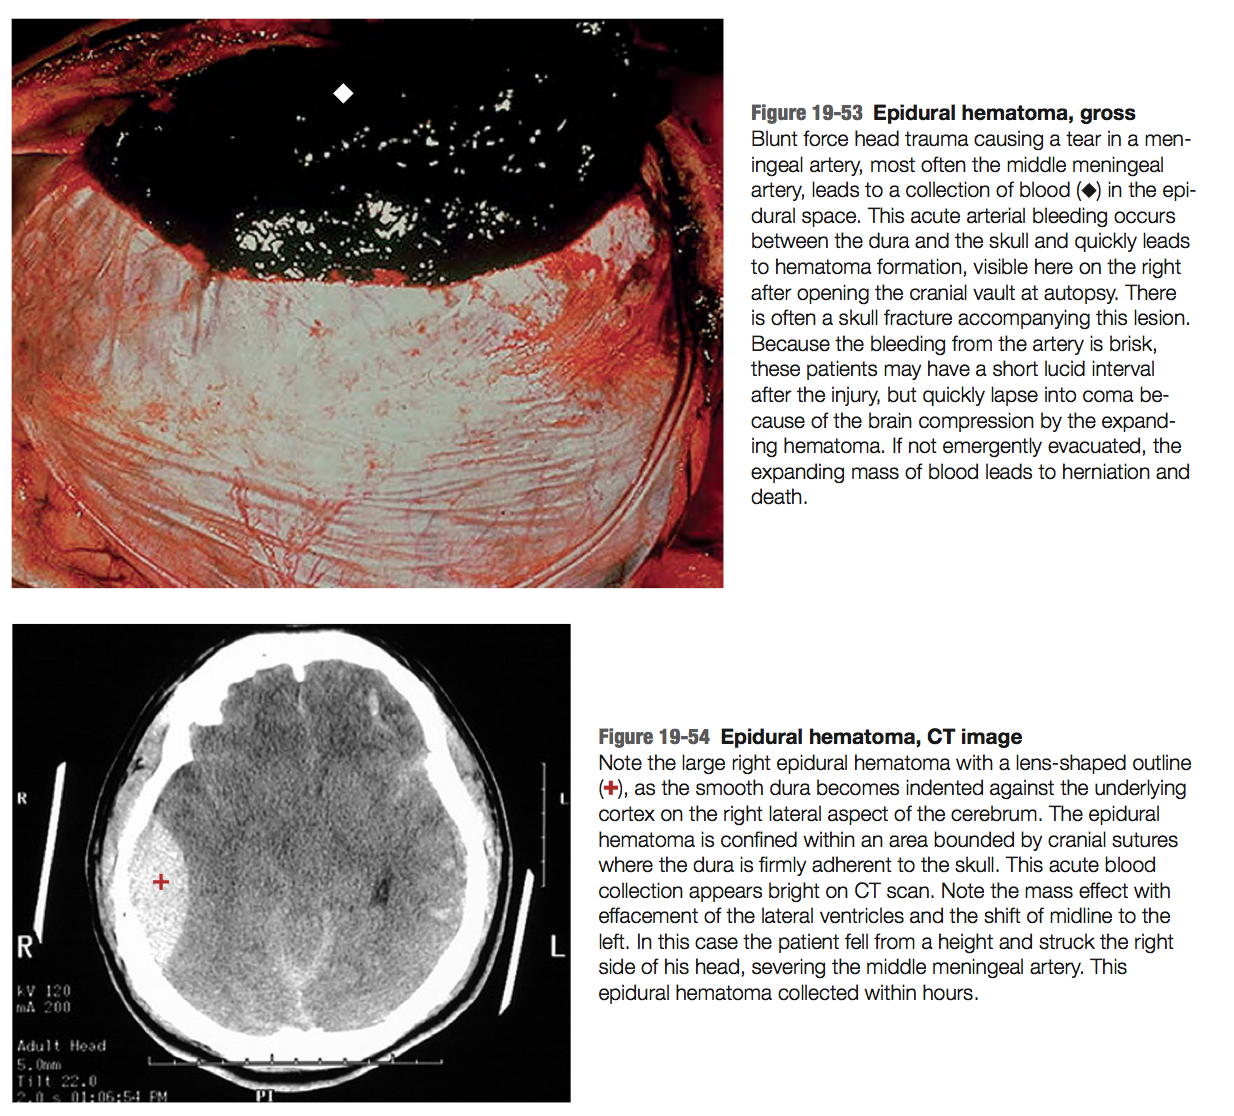 Figure 19-53 Epidural hematoma, gross
Blunt force head trauma causing a tear in a men-
ingeal artery, most often the middle meningeal
artery, leads to a collection of blood (◆) in the epi-
dural space. This acute arterial bleeding occurs
between the dura and the skull and quickly leads
to hematoma formation, visible here on the right
after opening the cranial vault at autopsy. There
is often a skull fracture accompanying this lesion.
Because the bleeding from the artery is brisk,
these patients may have a short lucid interval
after the injury, but quickly lapse into coma be-
cause of the brain compression by the expand-
ing hematoma. If not emergently evacuated, the
expanding mass of blood leads to herniation and
death.
R
L
R
L
kV 120
mA 200
Adult Head
5.0mm
Tilt 22.0
2.0 s 01:06:54 PM
PI
Figure 19-54 Epidural hematoma, CT image
Note the large right epidural hematoma with a lens-shaped outline
(+), as the smooth dura becomes indented against the underlying
cortex on the right lateral aspect of the cerebrum. The epidural
hematoma is confined within an area bounded by cranial sutures
where the dura is firmly adherent to the skull. This acute blood
collection appears bright on CT scan. Note the mass effect with
effacement of the lateral ventricles and the shift of midline to the
left. In this case the patient fell from a height and struck the right
side of his head, severing the middle meningeal artery. This
epidural hematoma collected within hours.